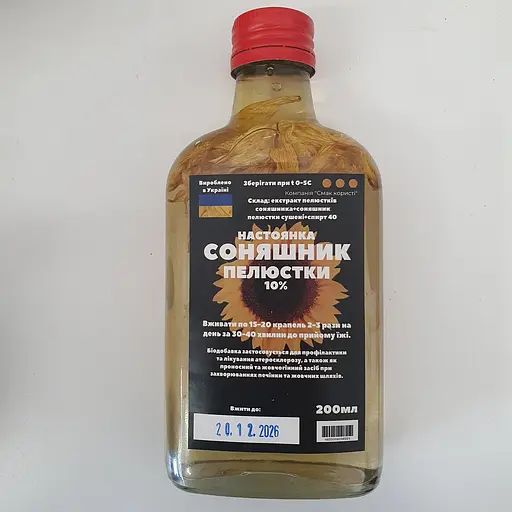 Вироблено
в Україні
Зберігати при t 0-5С
Компанія "Смак користі"
Склад: екстракт пелюстків
соняшника+соняшник
пелюстки сушені+спирт 40
НАСТОЯНКА
СОНЯШНИК
ПЕЛЮСТКИ
10%
Вживати по 15-20 крапель 2-3 рази на
день за 30-40 хвилин до прийому їжі.
Біодобавка застосовується для профілактики
та лікування атеросклерозу, а також як
проносний та жовчогінний засіб при
захворюваннях печінки та жовчних шляхів.
Вжити до:
20.12.2026
200мл